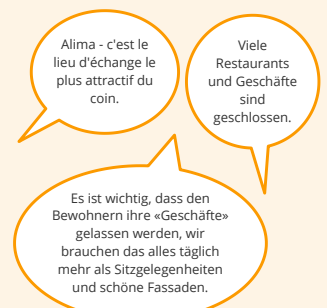 Alima - c'est le
lieu d'échange le
plus attractif du
coin.
Viele
Restaurants
und Geschäfte
sind
geschlossen.
Es ist wichtig, dass den
Bewohnern ihre «Geschäfte»
gelassen werden, wir
brauchen das alles täglich
mehr als Sitzgelegenheiten
und schöne Fassaden.